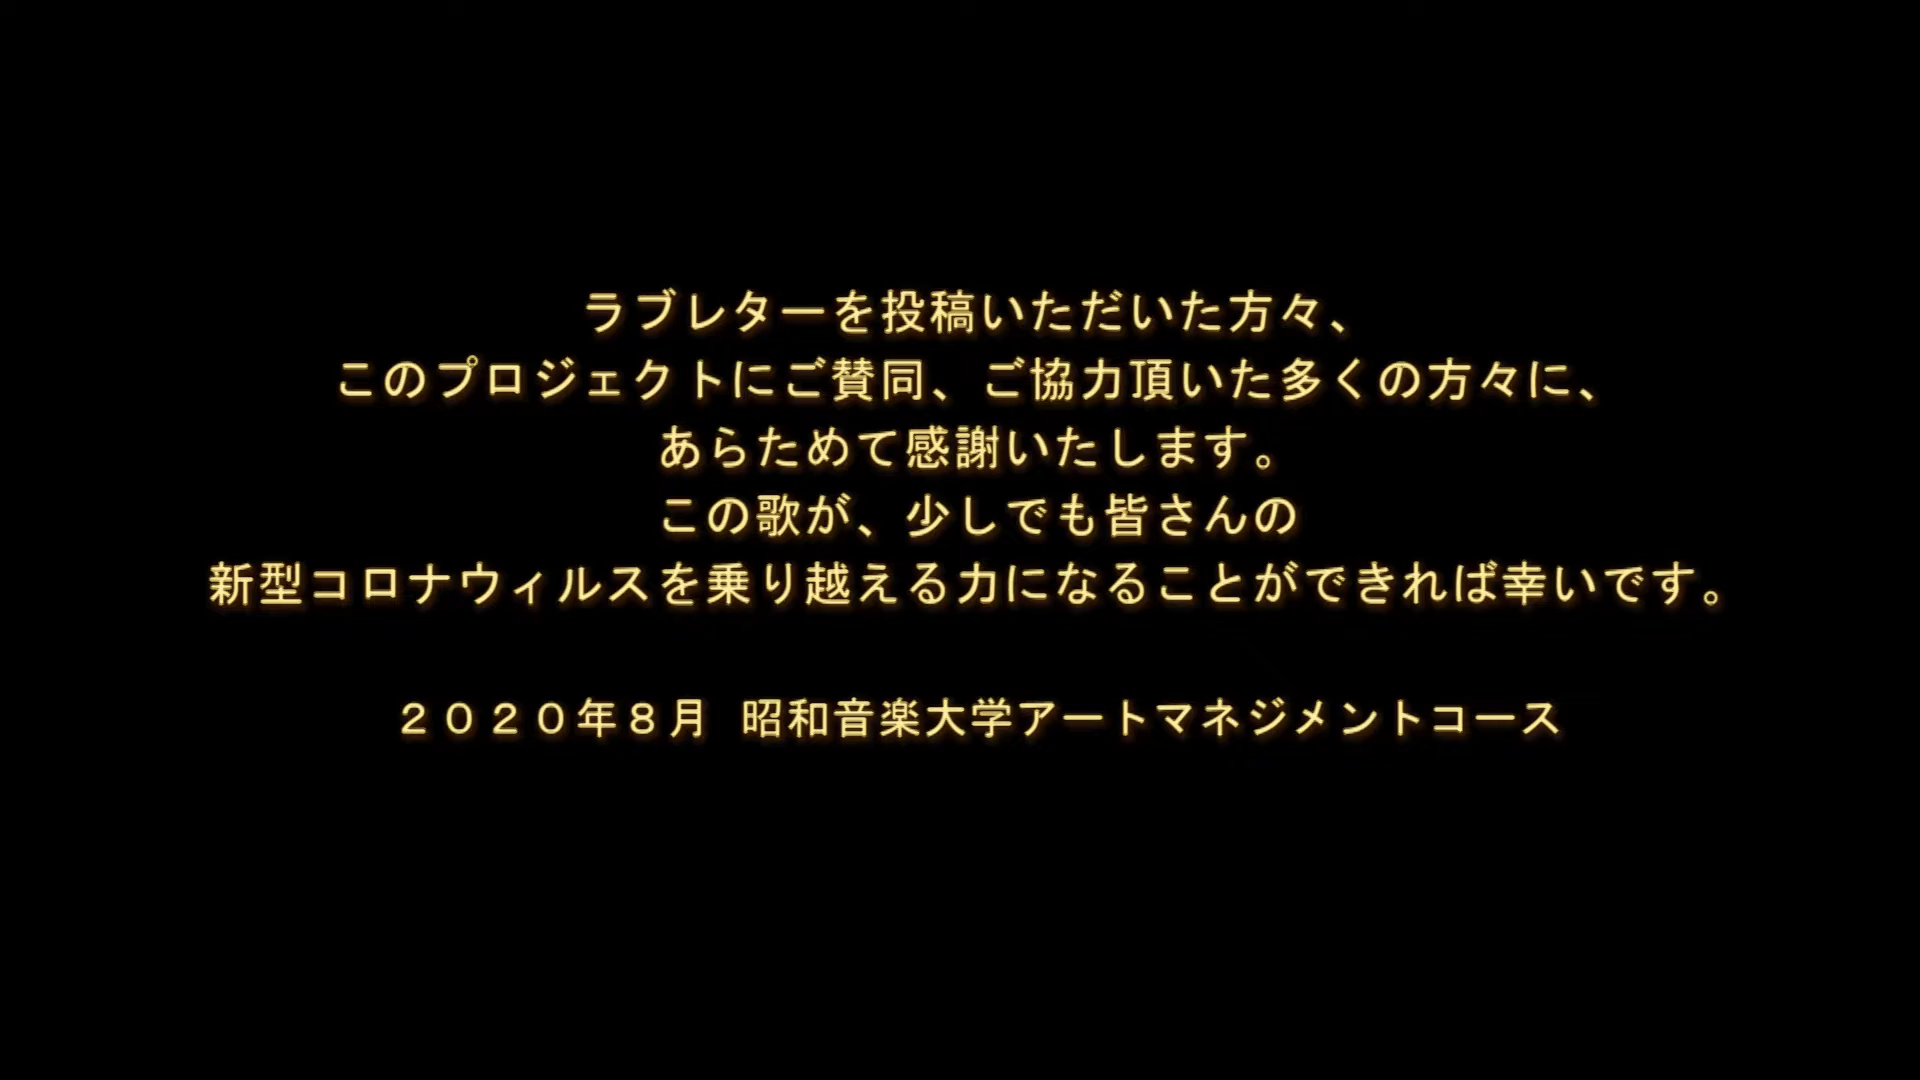 ラブレターを投稿いただいた方々、
このプロジェクトにご賛同、ご協力頂いた多くの方々に、
あらためて感謝いたします。
この歌が、少しでも皆さんの
新型コロナウィルスを乗り越える力になることができれば幸いです。
２０２０年８月 昭和音楽大学アートマネジメントコース